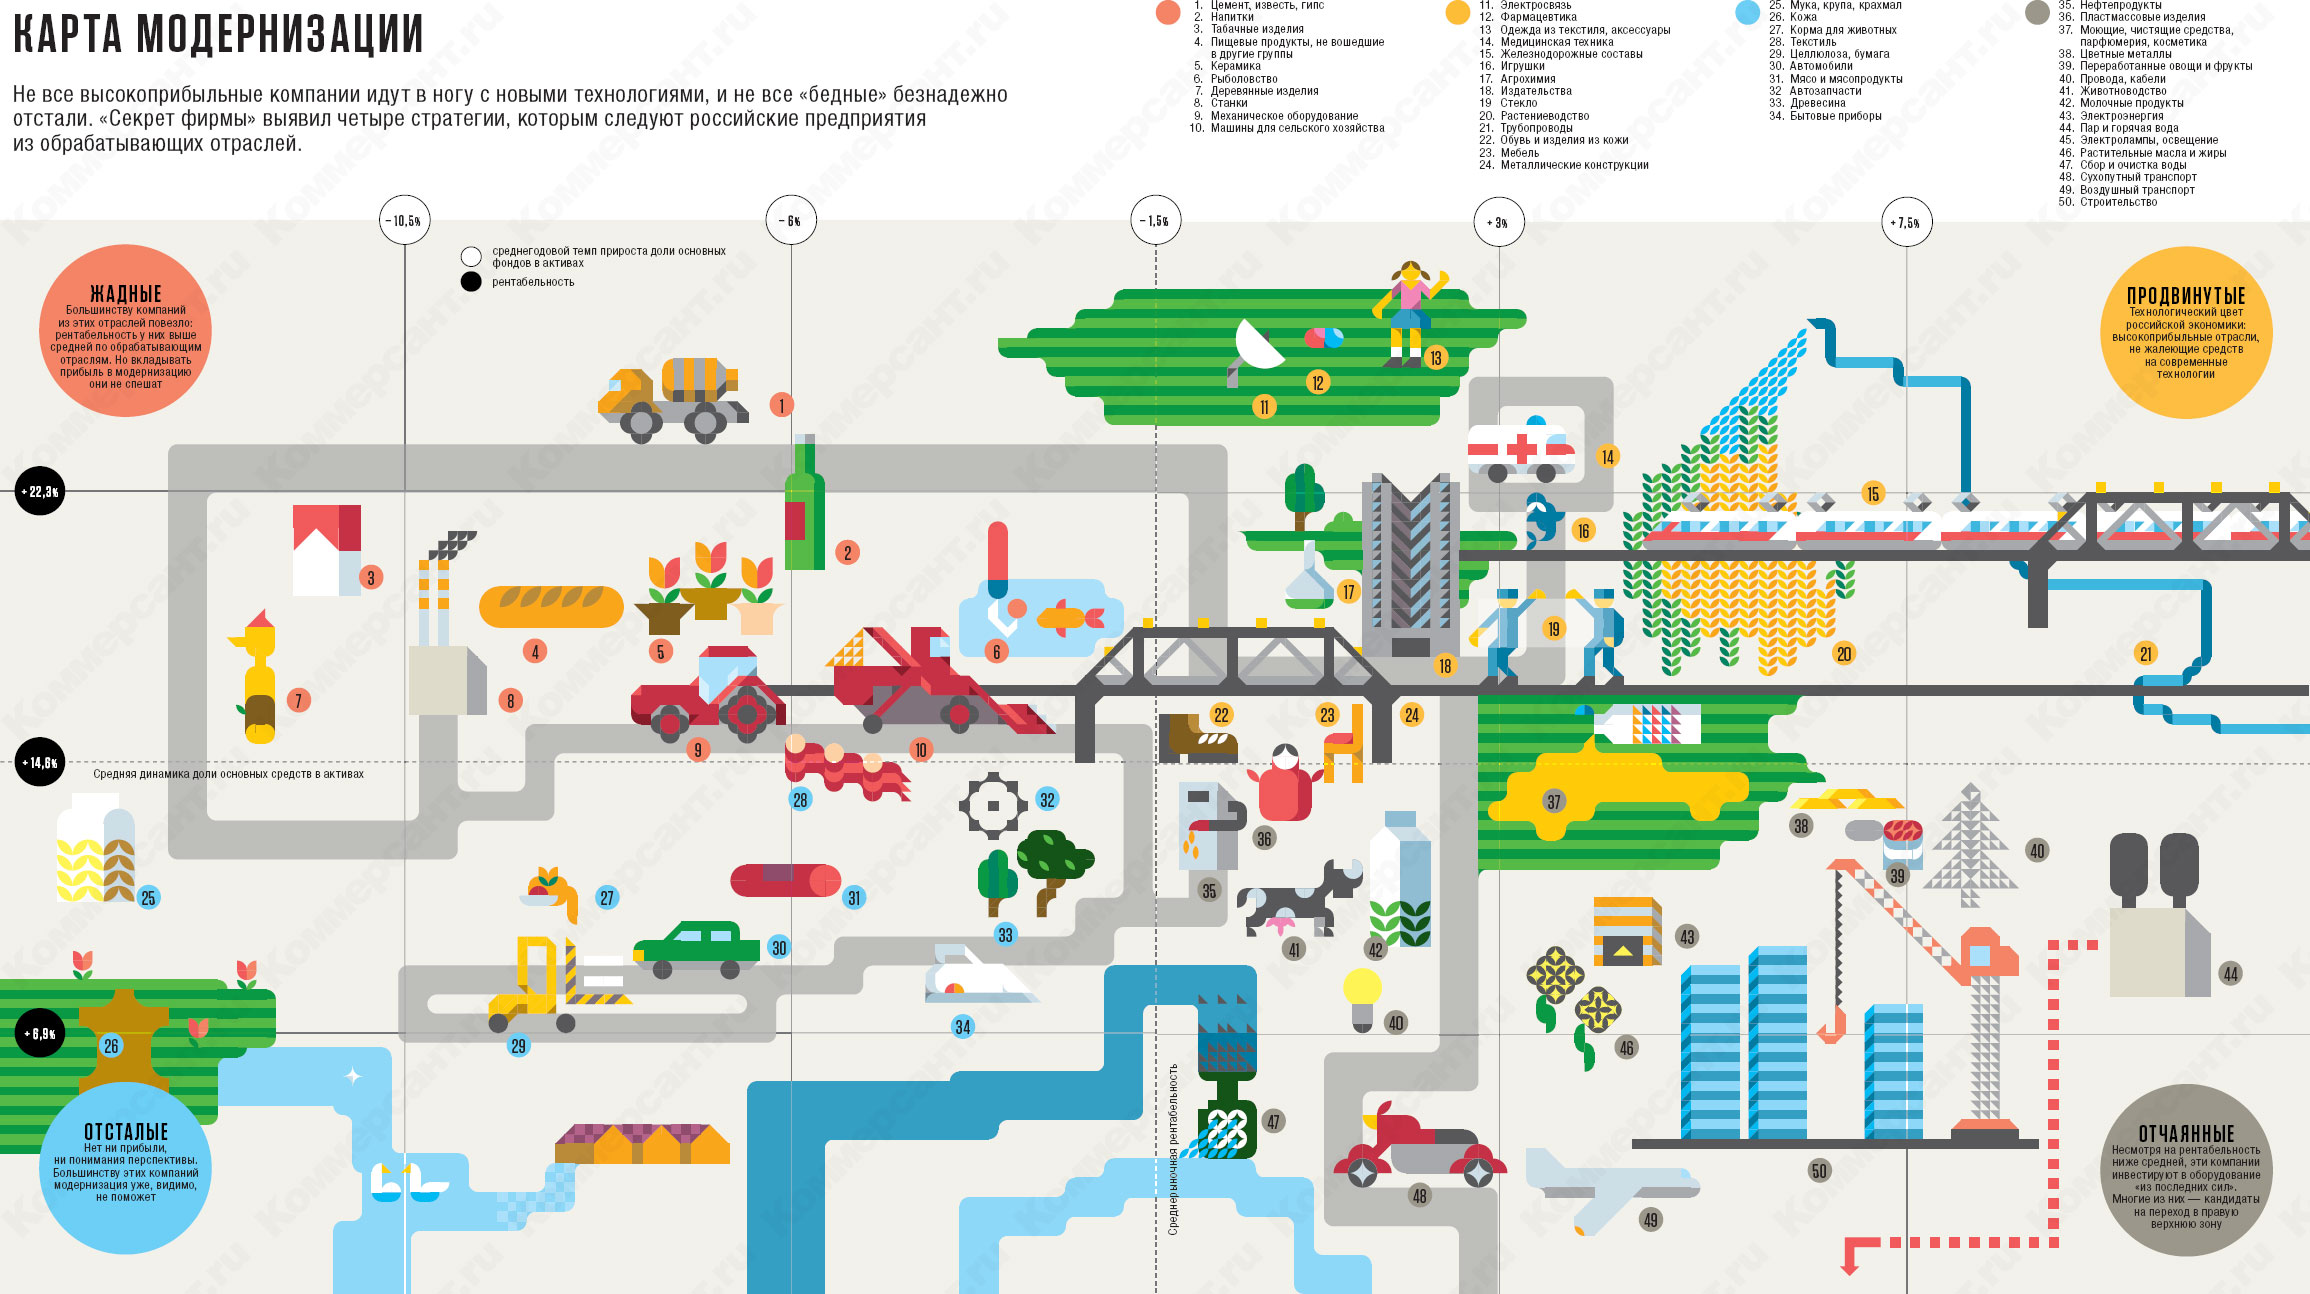 КАРТА МОДЕРНИЗАЦИИ
Не все высокоприбыльные компании идут в ногу с новыми технологиями, и не все «бедные» безнадежно
отстали. «Секрет фирмы» выявил четыре стратегии, которым следуют российские предприятия
из обрабатывающих отраслей.
1. Цемент, известь, гипс
2. Напитки
3. Табачные изделия
4. Пищевые продукты, не вошедшие
в другие группы
5. Керамика
6. Рыболовство
7. Деревянные изделия
8. Станки
9. Механическое оборудование
10. Машины для сельского хозяйства
11. Электросвязь
12. Фармацевтика
13 Одежда из текстиля, аксессуары
14. Медицинская техника
15. Железнодорожные составы
16. Игрушки
17. Агрохимия
18. Издательства
19 Стекло
20. Растениеводство
21. Трубопроводы
22. Обувь и изделия из кожи
23. Мебель
24. Металлические конструкции
25. Мука, крупа, крахмал
26. Кожа
27. Корма для животных
28. Текстиль
29. Целлюлоза, бумага
30. Автомобили
31. Мясо и мясопродукты
32 Автозапчасти
33. Древесина
34. Бытовые приборы
35. Нефтепродукты
36. Пластмассовые изделия
37. Моющие, чистящие средства,
парфюмерия, косметика
38. Цветные металлы
39. Переработанные овощи и фрукты
40. Провода, кабели
41. Животноводство
42. Молочные продукты
43. Электроэнергия
44. Пар и горячая вода
45. Электролампы, освещение
46. Растительные масла и жиры
47. Сбор и очистка воды
48. Сухопутный транспорт
49. Воздушный транспорт
50. Строительство
– 10,5%
– 6%
– 1,5%
+ 3%
+ 7,5%
среднегодовой темп прироста доли основных
фондов в активах
рентабельность
ЖАДНЫЕ
Большинству компаний
из этих отраслей повезло:
рентабельность у них выше
средней по обрабатывающим
отраслям. Но вкладывать
прибыль в модернизацию
они не спешат
ПРОДВИНУТЫЕ
Технологический цвет
российской экономики:
высокоприбыльные отрасли,
не жалеющие средств
на современные
технологии
13
12
11
1
14
+ 22,3%
15
2
16
3
17
4
5
6
19
18
20
21
7
8
9
10
22
23
24
+ 14,6%
Средняя динамика доли основных средств в активах
28
32
37
38
36
40
39
35
25
27
31
33
30
41
42
43
44
+ 6,9%
26
29
34
40
46
Среднерыночная рентабельность
47
48
49
50
ОТСТАЛЫЕ
Нет ни прибыли,
ни понимания перспективы.
Большинству этих компаний
модернизация уже, видимо,
не поможет
ОТЧАЯННЫЕ
Несмотря на рентабельность
ниже средней, эти компании
инвестируют в оборудование
«из последних сил».
Многие из них — кандидаты
на переход в правую
верхнюю зону
Коммерсант.ru